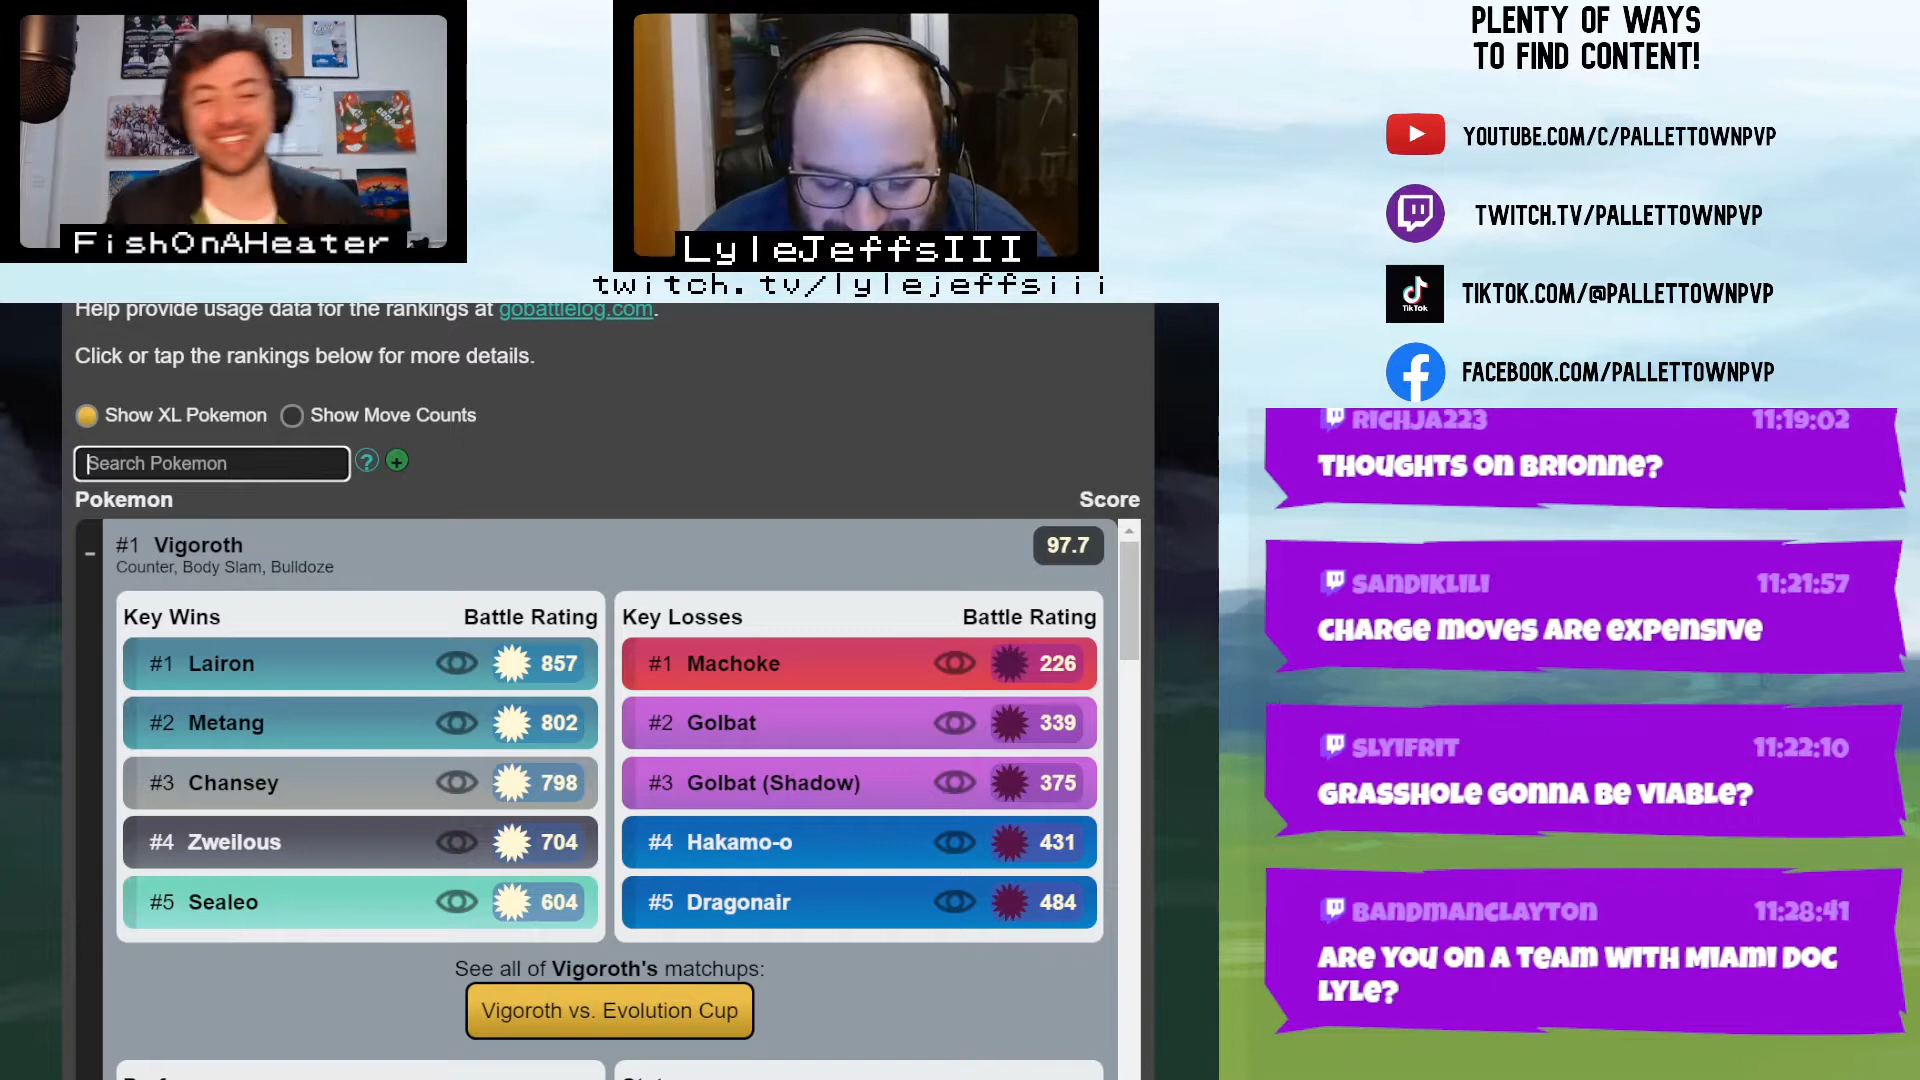 FishOnAHeater
LyleJeffsIII
twitch.tv/lylejeffsiii
PLENTY OF WAYS
TO FIND CONTENT!
YOUTUBE.COM/C/PALLETTOWNPVP
TWITCH.TV/PALLETTOWNPVP
TikTok
TIKTOK.COM/@PALLETTOWNPVP
FACEBOOK.COM/PALLETTOWNPVP
Help provide usage data for the rankings at gobattlelog.com.
Click or tap the rankings below for more details.
Show XL Pokemon Show Move Counts
Search Pokemon ? +
Pokemon Score
#1 Vigoroth 97.7
Counter, Body Slam, Bulldoze
Key Wins Battle Rating
#1 Lairon 857
#2 Metang 802
#3 Chansey 798
#4 Zweilous 704
#5 Sealeo 604
Key Losses Battle Rating
#1 Machoke 226
#2 Golbat 339
#3 Golbat (Shadow) 375
#4 Hakamo-o 431
#5 Dragonair 484
See all of Vigoroth's matchups:
Vigoroth vs. Evolution Cup
RICHJA223 11:19:02
THOUGHTS ON BRIONNE?
SANDIKLILI 11:21:57
CHARGE MOVES ARE EXPENSIVE
SLYIFRIT 11:22:10
GRASSHOLE GONNA BE VIABLE?
BANDMANCLAYTON 11:28:41
ARE YOU ON A TEAM WITH MIAMI DOC
LYLE?